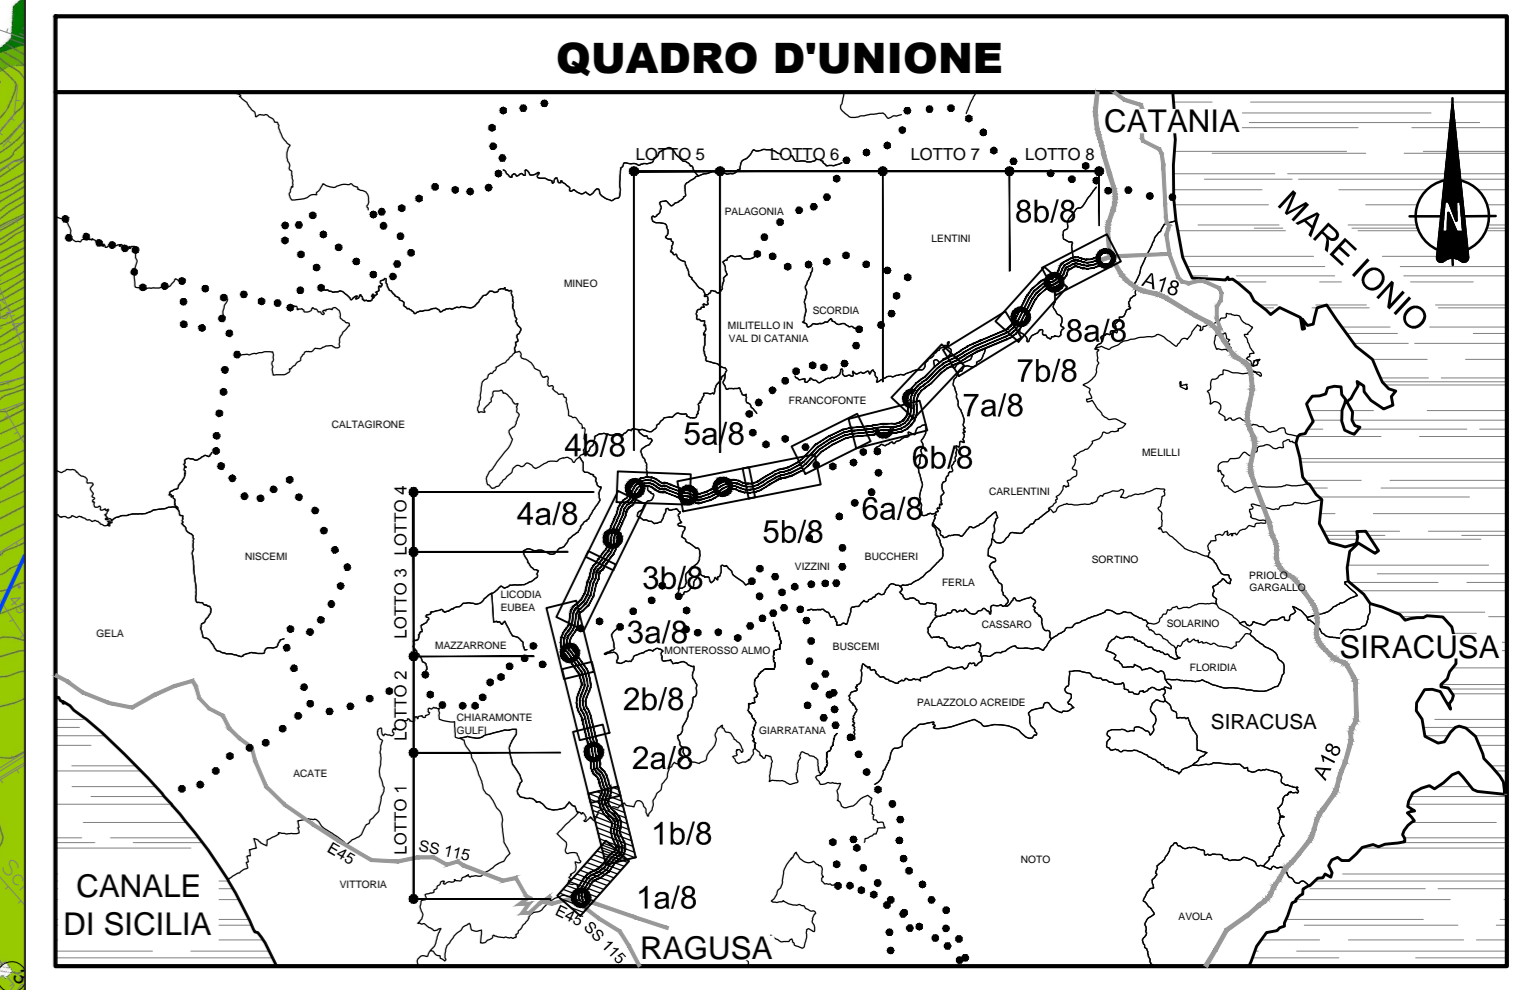 QUADRO D'UNIONE
CATANIA
LOTTO 5
LOTTO 6
LOTTO 7
LOTTO 8
PALAGONIA
8b/8
MARE IONIO
N
LENTINI
MINEO
A18
SCORDIA
MILITELLO IN
VAL DI CATANIA
8a/8
7b/8
FRANCOFONTE
7a/8
CALTAGIRONE
4b/8
5a/8
6b/8
MELILLI
CARLENTINI
LOTTO 4
4a/8
6a/8
5b/8
NISCEMI
BUCCHERI
SORTINO
VIZZINI
3b/8
FERLA
PRIOLO
GARGALLO
LOTTO 3
LICODIA
EUBEA
GELA
3a/8
CASSARO
SOLARINO
MAZZARRONE
MONTEROSSO ALMO
BUSCEMI
SIRACUSA
FLORIDIA
LOTTO 2
2b/8
PALAZZOLO ACREIDE
CHIARAMONTE
GULFI
GIARRATANA
SIRACUSA
2a/8
A18
ACATE
LOTTO 1
1b/8
E45
SS 115
NOTO
VITTORIA
CANALE
DI SICILIA
1a/8
E45 SS 115
AVOLA
RAGUSA